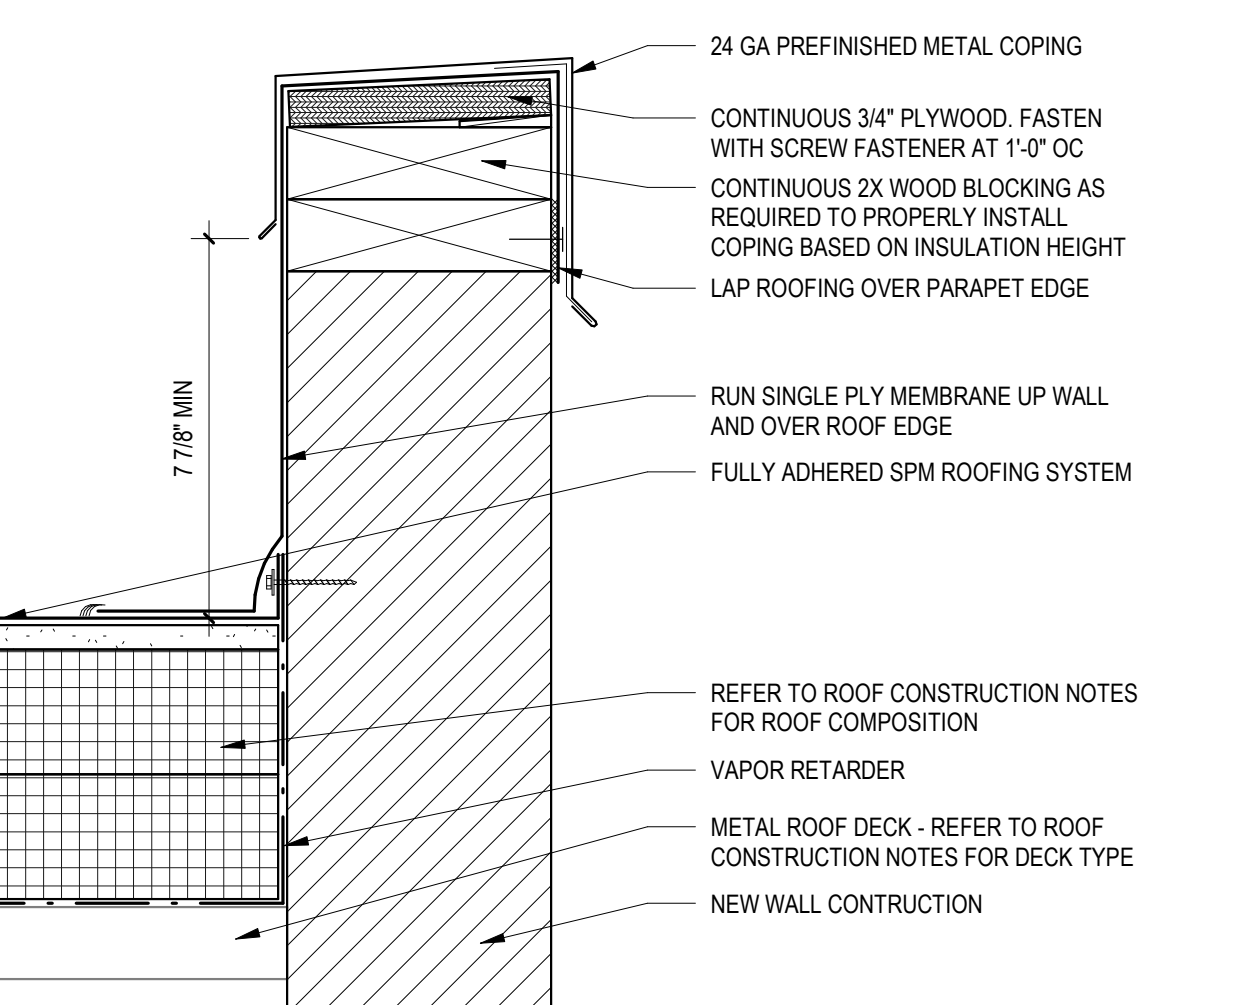 24 GA PREFINISHED METAL COPING
CONTINUOUS 3/4" PLYWOOD. FASTEN
WITH SCREW FASTENER AT 1'-0" OC
CONTINUOUS 2X WOOD BLOCKING AS
REQUIRED TO PROPERLY INSTALL
COPING BASED ON INSULATION HEIGHT
LAP ROOFING OVER PARAPET EDGE
7 7/8" MIN
RUN SINGLE PLY MEMBRANE UP WALL
AND OVER ROOF EDGE
FULLY ADHERED SPM ROOFING SYSTEM
REFER TO ROOF CONSTRUCTION NOTES
FOR ROOF COMPOSITION
VAPOR RETARDER
METAL ROOF DECK - REFER TO ROOF
CONSTRUCTION NOTES FOR DECK TYPE
NEW WALL CONTRUCTION